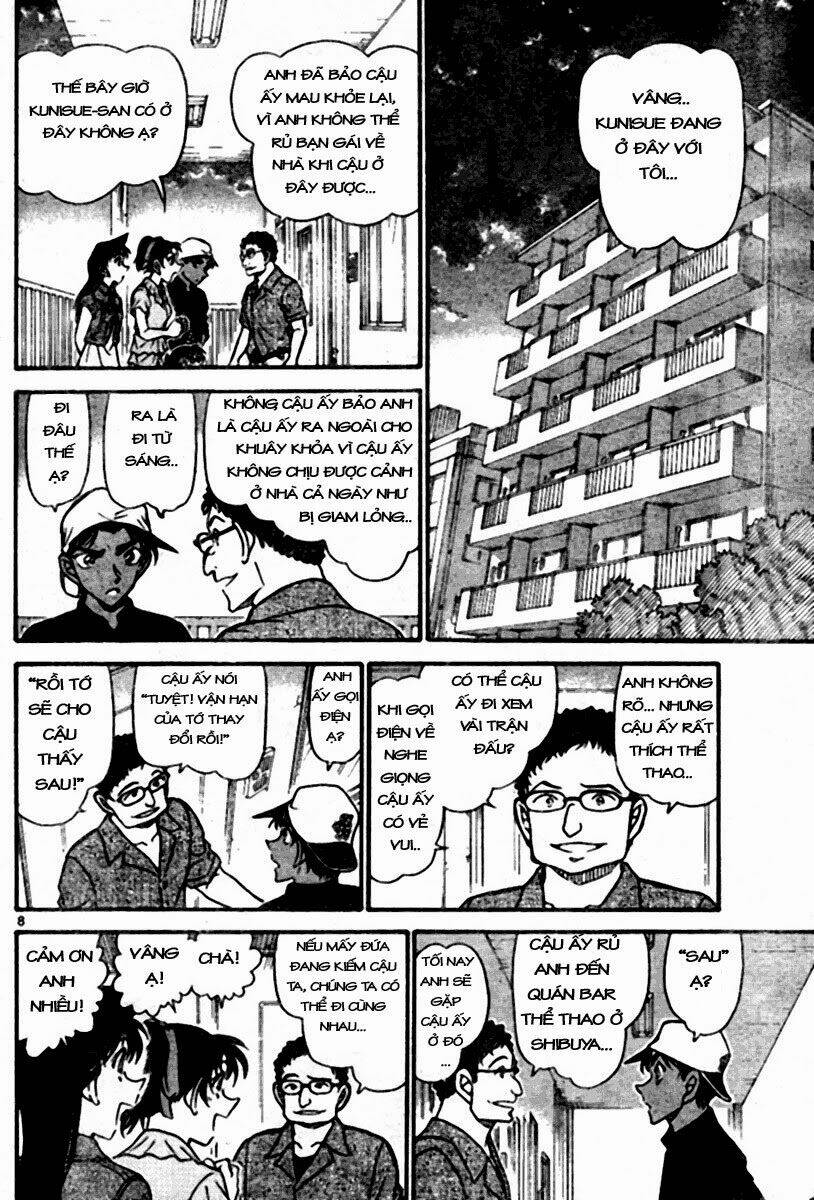 VÂNG..
KUNISUE ĐANG
Ở ĐÂY VỚI
TÔI...
ANH ĐÃ BẢO CẬU
ẤY MAU KHỎE LẠI,
VÌ ANH KHÔNG THỂ
RỦ BẠN GÁI VỀ
NHÀ KHI CẬU Ở
ĐÂY ĐƯỢC...
THẾ BÂY GIỜ
KUNISUE-SAN CÓ Ở
ĐÂY KHÔNG Ạ?
KHÔNG, CẬU ẤY BẢO ANH
LÀ CẬU ẤY RA NGOÀI CHO
KHUÂY KHỎA VÌ CẬU ẤY
KHÔNG CHỊU ĐƯỢC CẢNH
Ở NHÀ CẢ NGÀY NHƯ
BỊ GIAM LỎNG..
RA LÀ
ĐI TỪ
SÁNG..
ĐI
ĐÂU
THẾ
Ạ?
ANH KHÔNG
RÕ... NHƯNG
CẬU ẤY RẤT
THÍCH THỂ
THAO...
CÓ THỂ CẬU
ẤY ĐI XEM
VÀI TRẬN
ĐẤU?
KHI GỌI
ĐIỆN VỀ
NGHE
GIỌNG
CẬU ẤY
CÓ VẺ
VUI..
ANH
ẤY GỌI
ĐIỆN
Ạ?
CẬU ẤY NÓI
"TUYỆT! VẬN HẠN
CỦA TỚ THAY
ĐỔI RỒI!"
"RỒI TỚ
SẼ CHO
CẬU
THẤY
SAU!"
8
"SAU"
Ạ?
CẬU ẤY RỦ
ANH ĐẾN
QUÁN BAR
THỂ THAO Ở
SHIBUYA...
TỐI NAY
ANH SẼ
GẶP
CẬU ẤY Ở
ĐÓ
...
NẾU MẤY ĐỨA
ĐANG KIẾM CẬU
TA, CHÚNG TA CÓ
THỂ ĐI CÙNG
NHAU...
CHÀ!
VÂNG
Ạ!
CẢM ƠN
ANH
NHIỀU!